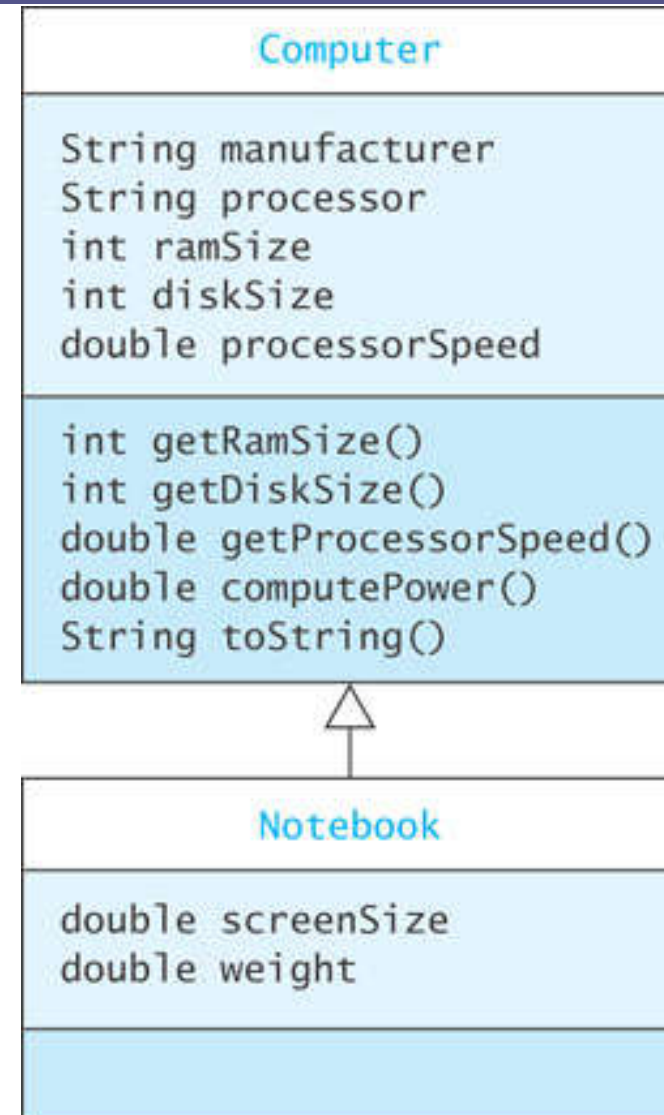 Computer
String manufacturer
String processor
int ramSize
int diskSize
double processorSpeed
int getRamSize()
int getDiskSize()
double getProcessorSpeed()
double computePower()
String toString()
Notebook
double screenSize
double weight